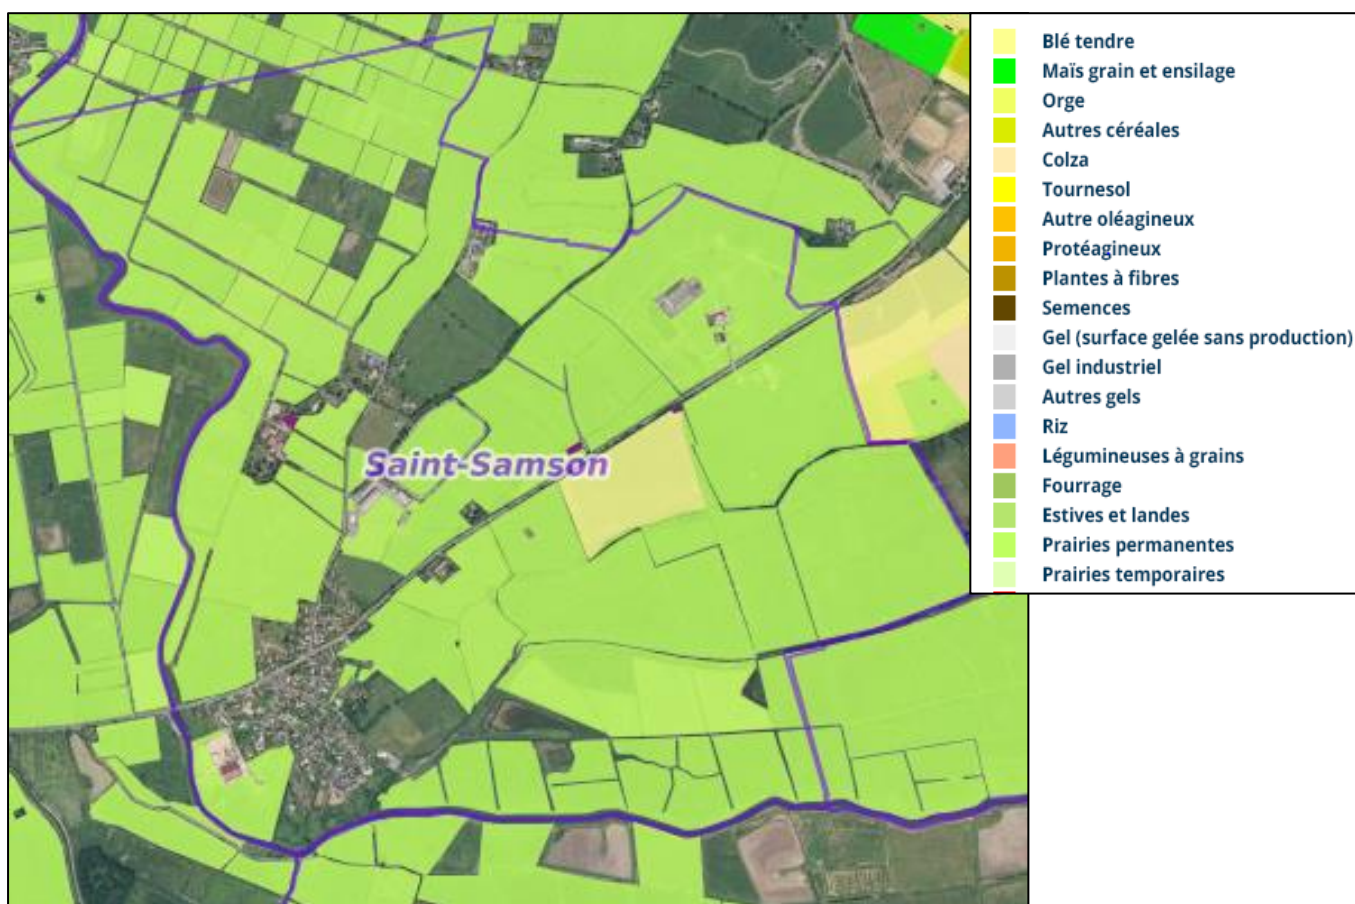 Blé tendre
Maïs grain et ensilage
Orge
Autres céréales
Colza
Tournesol
Autre oléagineux
Protéagineux
Plantes à fibres
Semences
Gel (surface gelée sans production)
Gel industriel
Autres gels
Riz
Légumineuses à grains
Fourrage
Estives et landes
Prairies permanentes
Prairies temporaires
Saint-Samson